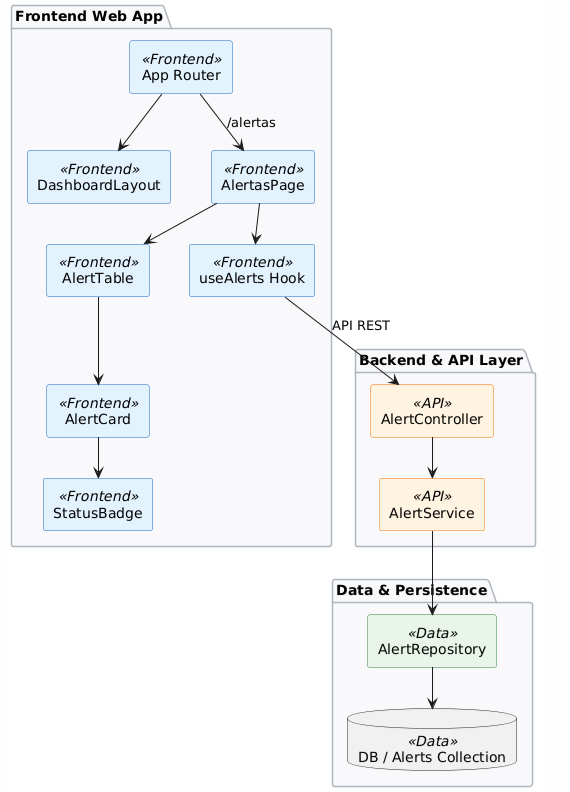 Frontend Web App
«Frontend»
App Router
/alertas
«Frontend»
DashboardLayout
«Frontend»
AlertasPage
«Frontend»
AlertTable
«Frontend»
useAlerts Hook
API REST
Backend & API Layer
«Frontend»
AlertCard
«API»
AlertController
«Frontend»
StatusBadge
«API»
AlertService
Data & Persistence
«Data»
AlertRepository
«Data»
DB / Alerts Collection